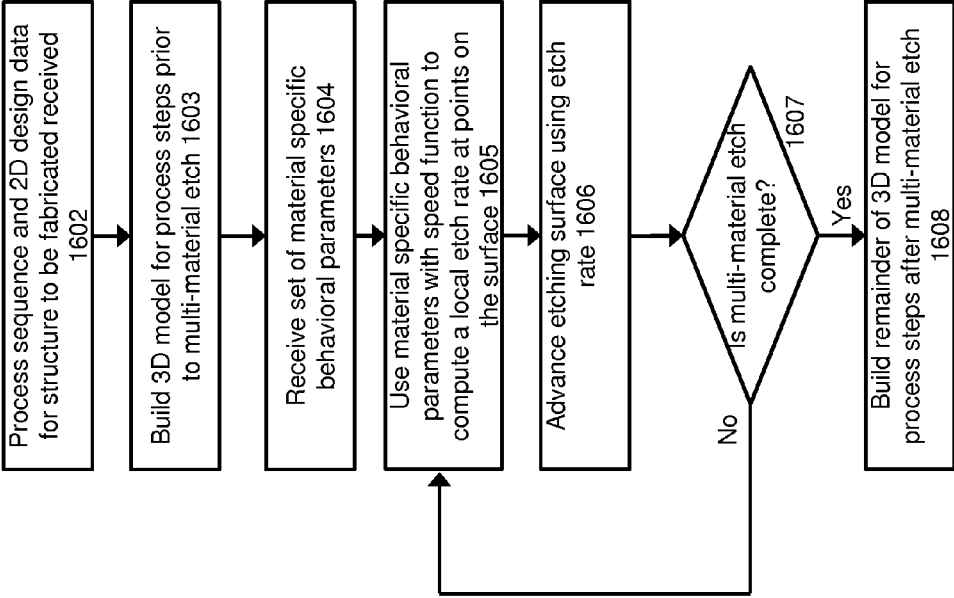 Process sequence and 2D design data
for structure to be fabricated received
1602
Build 3D model for process steps prior
to multi-material etch 1603
Receive set of material specific
behavioral parameters 1604
Use material specific behavioral
parameters with speed function to
compute a local etch rate at points on
the surface 1605
Advance etching surface using etch
rate 1606
Is multi-material etch
complete?
1607
No
Yes
Build remainder of 3D model for
process steps after multi-material etch
1608